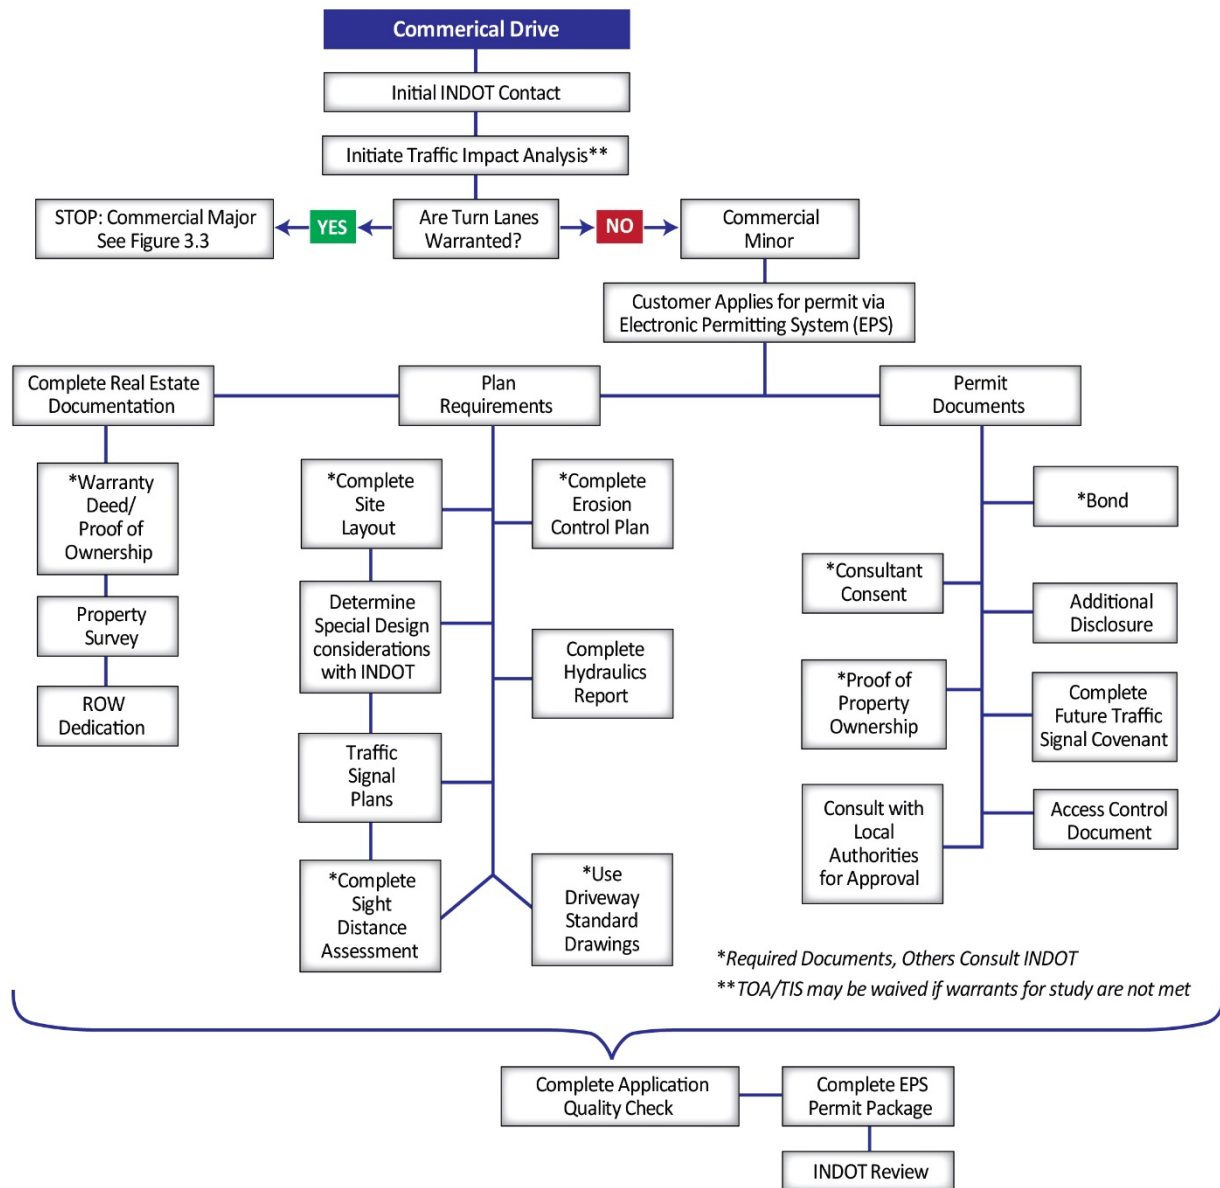 Commerical Drive
Initial INDOT Contact
Initiate Traffic Impact Analysis**
STOP: Commercial Major
See Figure 3.3
YES
Are Turn Lanes
Warranted?
NO
Commercial
Minor
Customer Applies for permit via
Electronic Permitting System (EPS)
Complete Real Estate
Documentation
Plan
Requirements
Permit
Documents
*Warranty
Deed/
Proof of
Ownership
Property
Survey
ROW
Dedication
*Complete
Site
Layout
Determine
Special Design
considerations
with INDOT
Traffic
Signal
Plans
*Complete
Sight
Distance
Assessment
*Complete
Erosion
Control Plan
Complete
Hydraulics
Report
*Use
Driveway
Standard
Drawings
*Consultant
Consent
*Proof of
Property
Ownership
Consult with
Local
Authorities
for Approval
*Bond
Additional
Disclosure
Complete
Future Traffic
Signal Covenant
Access Control
Document
*Required Documents, Others Consult INDOT
**TOA/TIS may be waived if warrants for study are not met
Complete Application
Quality Check
Complete EPS
Permit Package
INDOT Review